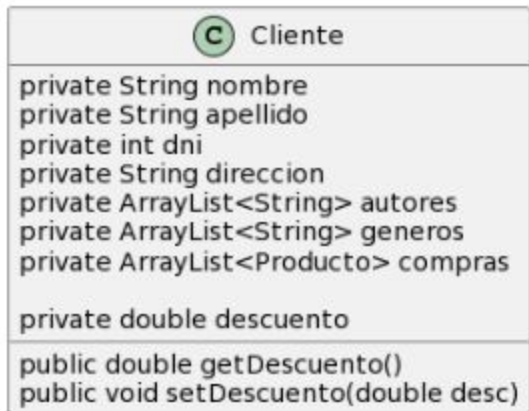 C Cliente
private String nombre
private String apellido
private int dni
private String direccion
private ArrayList<String> autores
private ArrayList<String> generos
private ArrayList<Producto> compras
private double descuento
public double getDescuento()
public void setDescuento(double desc)